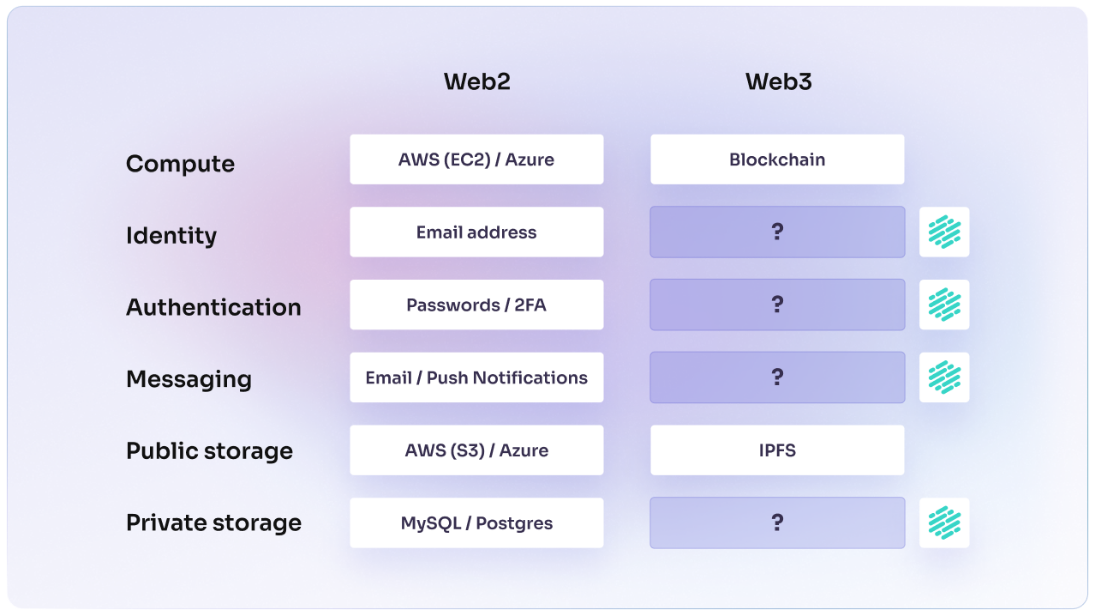 Web2 Web3
Compute AWS (EC2) / Azure Blockchain
Identity Email address ?
Authentication Passwords / 2FA ?
Messaging Email / Push Notifications ?
Public storage AWS (S3) / Azure IPFS
Private storage MySQL / Postgres ?